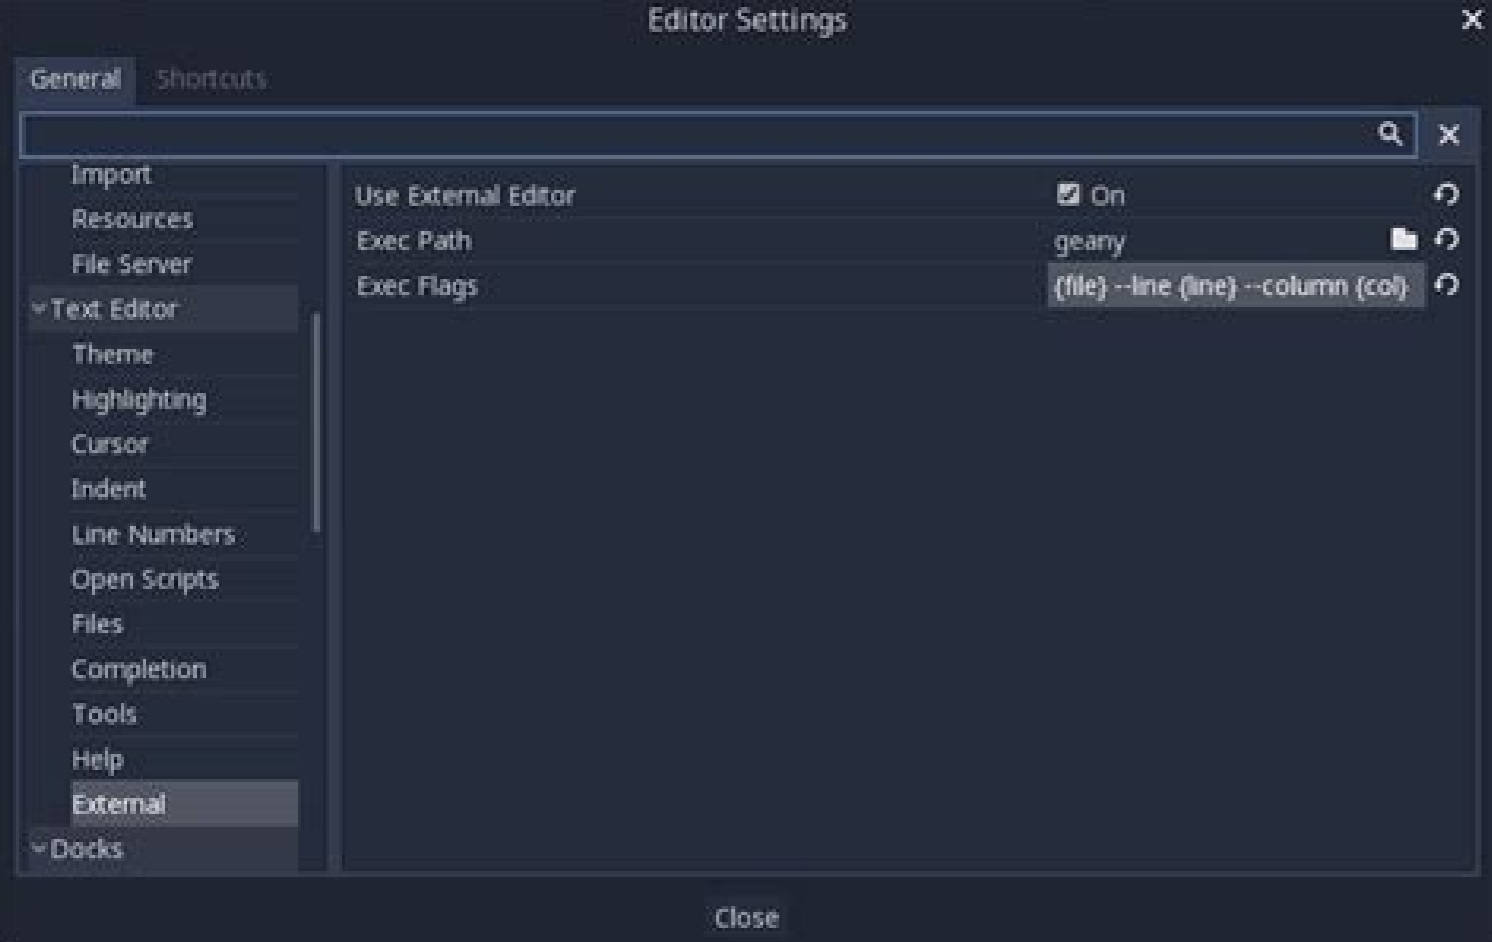 Editor Settings
General Shortcuts
Import
Resources
File Server
Text Editor
Theme
Highlighting
Cursor
Indent
Line Numbers
Open Scripts
Files
Completion
Tools
Help
External
Docks
Use External Editor On
Exec Path geany
Exec Flags {file} --line {line} --column {col}
Close